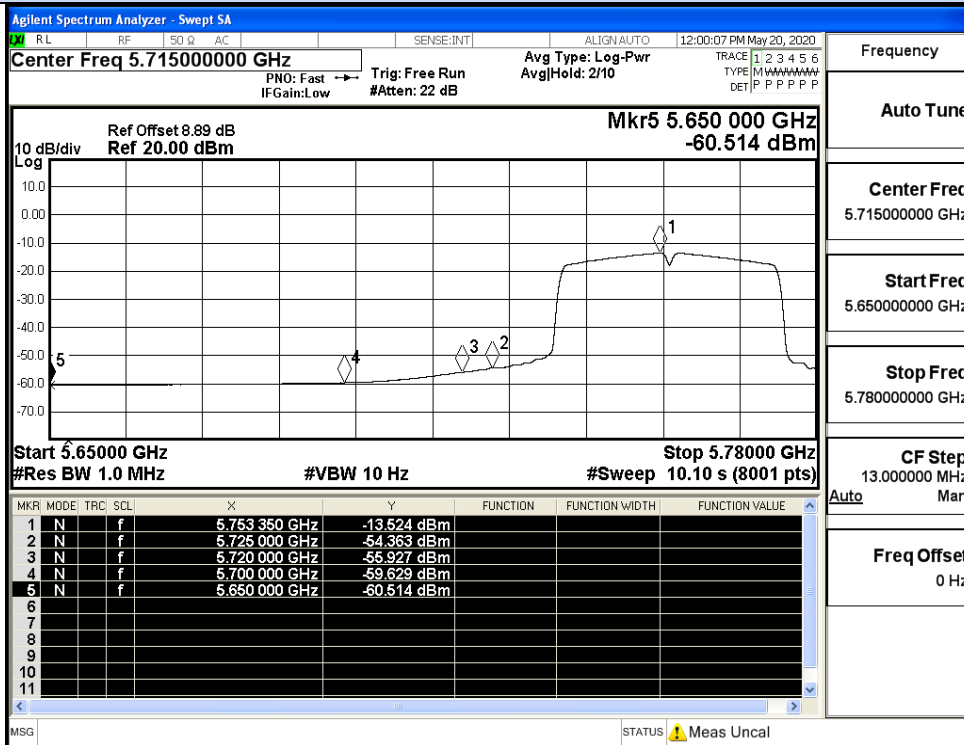 Agilent Spectrum Analyzer - Swept SA
LXI RL RF 50 Ω AC SENSE:INT ALIGN AUTO 12:00:07 PM May 20, 2020
Center Freq 5.715000000 GHz
PNO: Fast
IFGain:Low
Trig: Free Run
#Atten: 22 dB
Avg Type: Log-Pwr
Avg|Hold: 2/10
TRACE 1 2 3 4 5 6
TYPE M W W W W W
DET P P P P P P
Ref Offset 8.89 dB
10 dB/div Ref 20.00 dBm
Log
Mkr5 5.650 000 GHz
-60.514 dBm
10.0
0.00
-10.0
-20.0
-30.0
-40.0
-50.0
-60.0
-70.0
1
2
3
4
5
Start 5.65000 GHz
Stop 5.78000 GHz
#Res BW 1.0 MHz
#VBW 10 Hz
#Sweep 10.10 s (8001 pts)
MKR MODE TRC SCL X Y FUNCTION FUNCTION WIDTH FUNCTION VALUE
1 N f 5.753 350 GHz -13.524 dBm
2 N f 5.725 000 GHz -54.363 dBm
3 N f 5.720 000 GHz -55.927 dBm
4 N f 5.700 000 GHz -59.629 dBm
5 N f 5.650 000 GHz -60.514 dBm
6
7
8
9
10
11
MSG
STATUS Meas Uncal
Frequency
Auto Tune
Center Freq
5.715000000 GHz
Start Freq
5.650000000 GHz
Stop Freq
5.780000000 GHz
CF Step
13.000000 MHz
Auto Man
Freq Offset
0 Hz